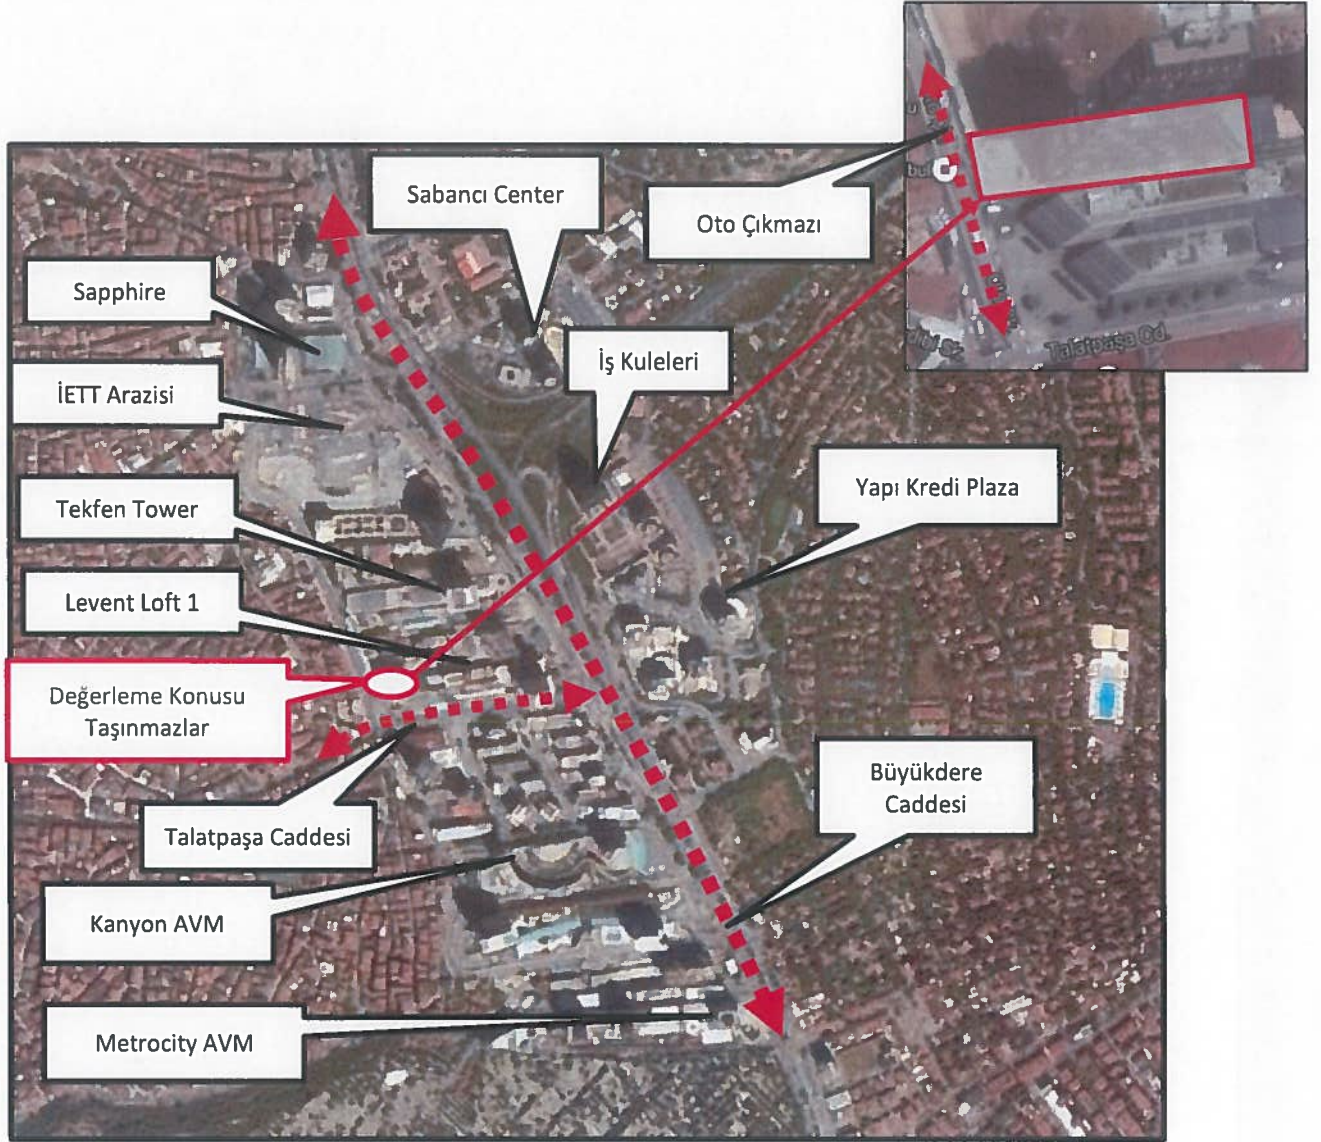 Sabancı Center
Oto Çıkmazı
Sapphire
İş Kuleleri
İETT Arazisi
Talatpaşa Cd.
Yapı Kredi Plaza
Tekfen Tower
Levent Loft 1
Değerleme Konusu
Taşınmazlar
Büyükdere
Caddesi
Talatpaşa Caddesi
Kanyon AVM
Metrocity AVM